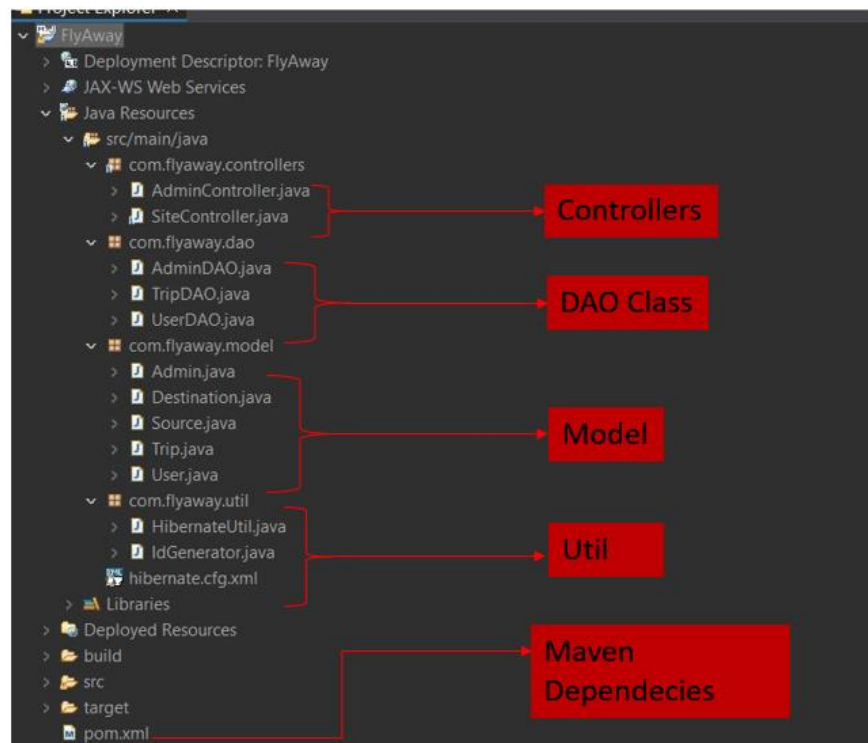 Project Explorer
FlyAway
Deployment Descriptor: FlyAway
JAX-WS Web Services
Java Resources
src/main/java
com.flyaway.controllers
AdminController.java
SiteController.java
Controllers
com.flyaway.dao
AdminDAO.java
TripDAO.java
UserDAO.java
DAO Class
com.flyaway.model
Admin.java
Destination.java
Source.java
Trip.java
User.java
Model
com.flyaway.util
HibernateUtil.java
IdGenerator.java
hibernate.cfg.xml
Util
Libraries
Deployed Resources
build
src
target
pom.xml
Maven
Dependecies